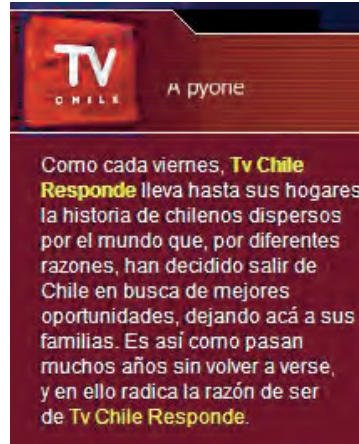 TV
CHILE
A pyone
Como cada viernes, Tv Chile
Responde lleva hasta sus hogares
la historia de chilenos dispersos
por el mundo que, por diferentes
razones, han decidido salir de
Chile en busca de mejores
oportunidades, dejando acá a sus
familias. Es así como pasan
muchos años sin volver a verse,
y en ello radica la razón de ser
de Tv Chile Responde.